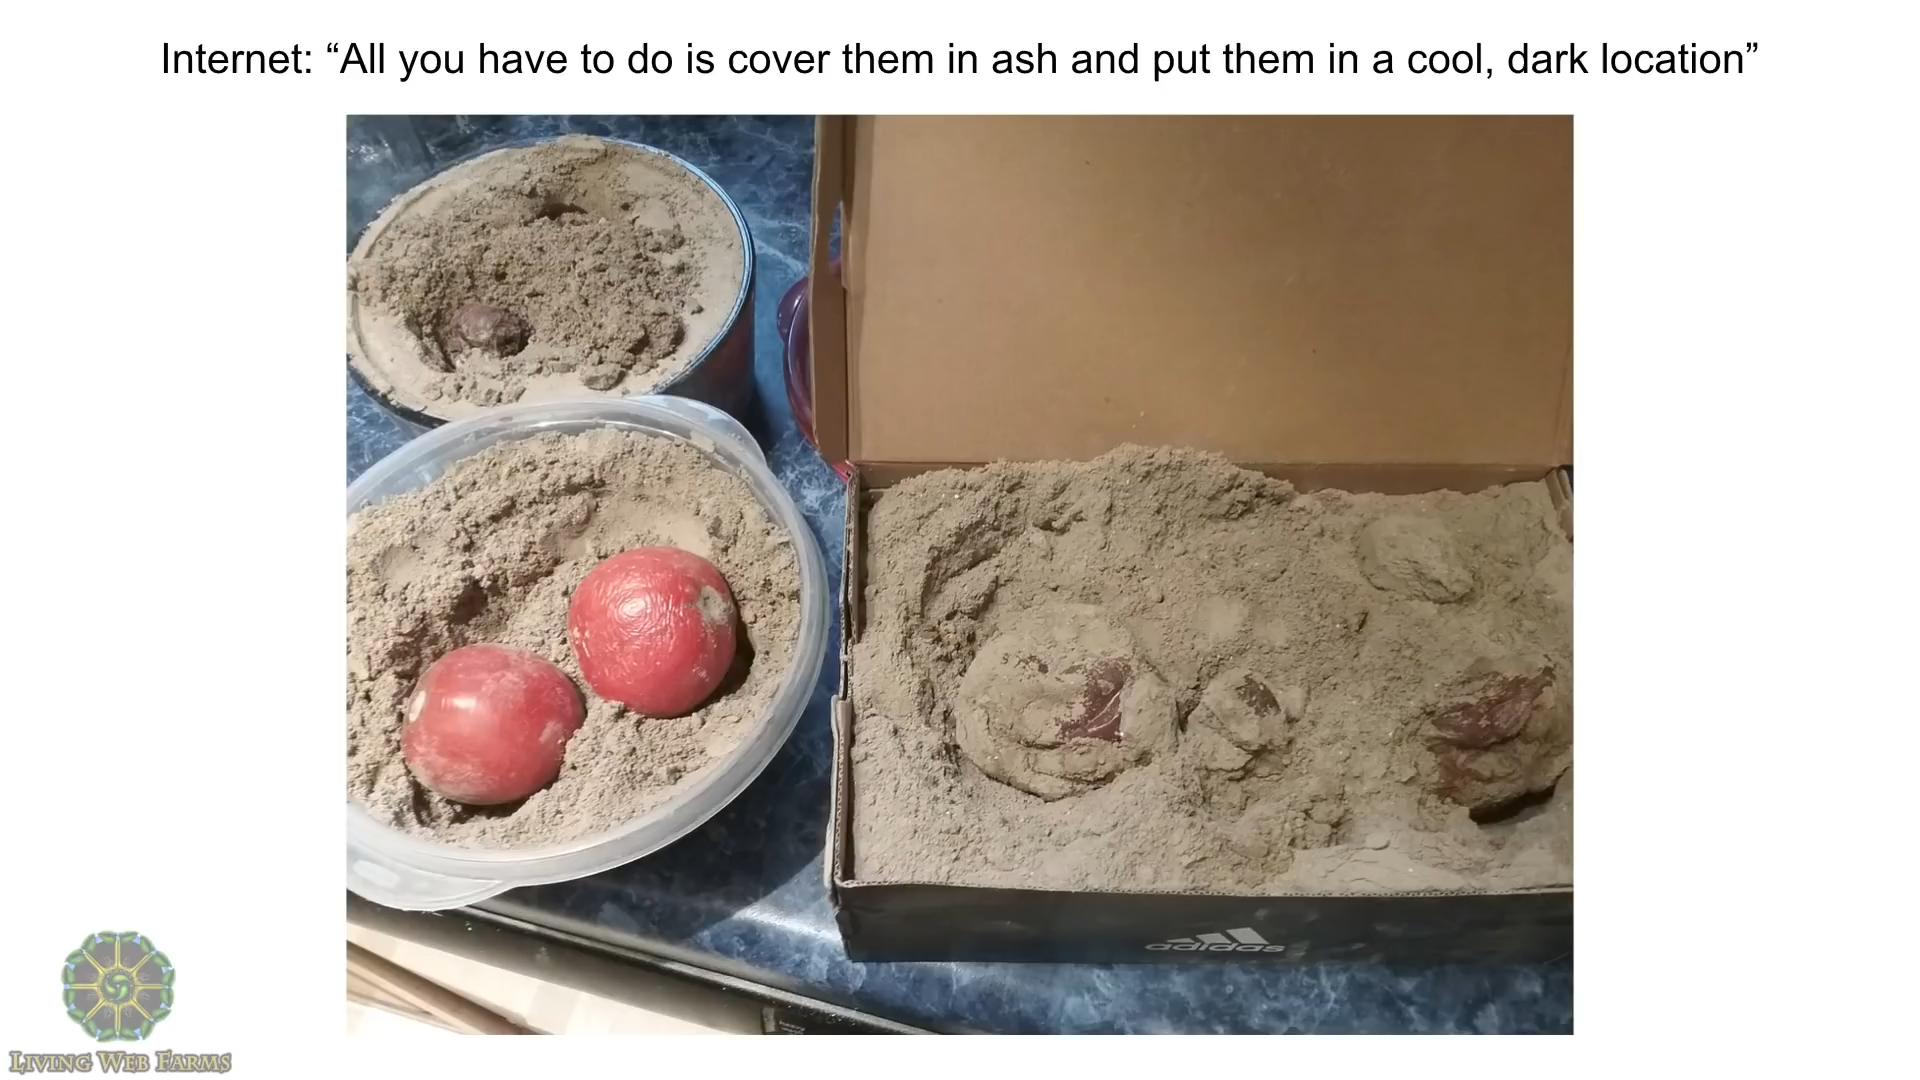 Internet: “All you have to do is cover them in ash and put them in a cool, dark location”
adidas
LIVING WEB FARMS